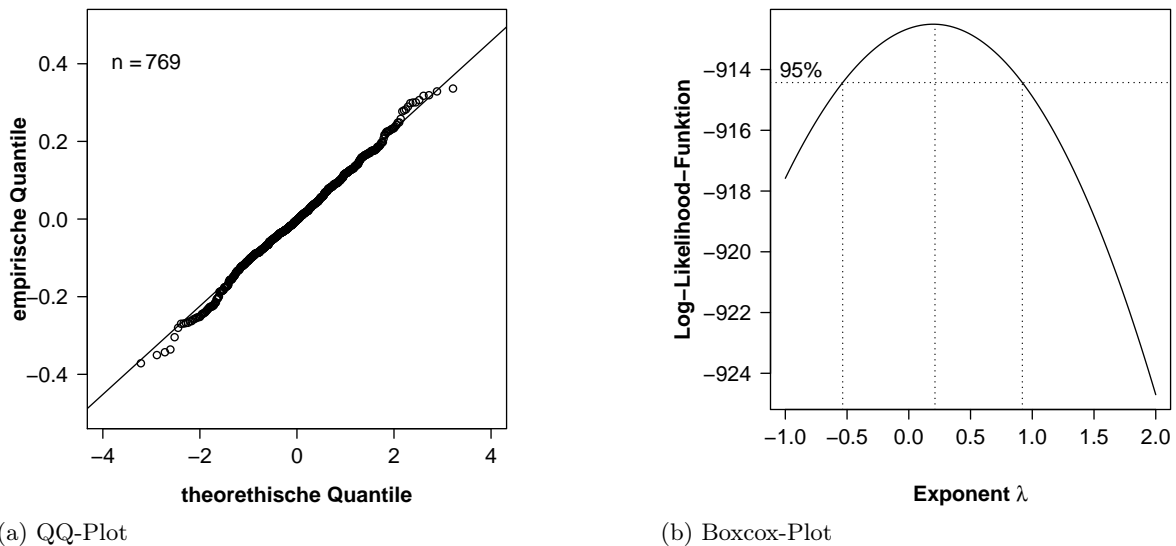 n = 769
0.4
0.2
0.0
−0.2
−0.4
empirische Quantile
−4 −2 0 2 4
theorethische Quantile
(a) QQ-Plot
95%
−914
−916
−918
−920
−922
−924
Log−Likelihood−Funktion
−1.0 −0.5 0.0 0.5 1.0 1.5 2.0
Exponent λ
(b) Boxcox-Plot